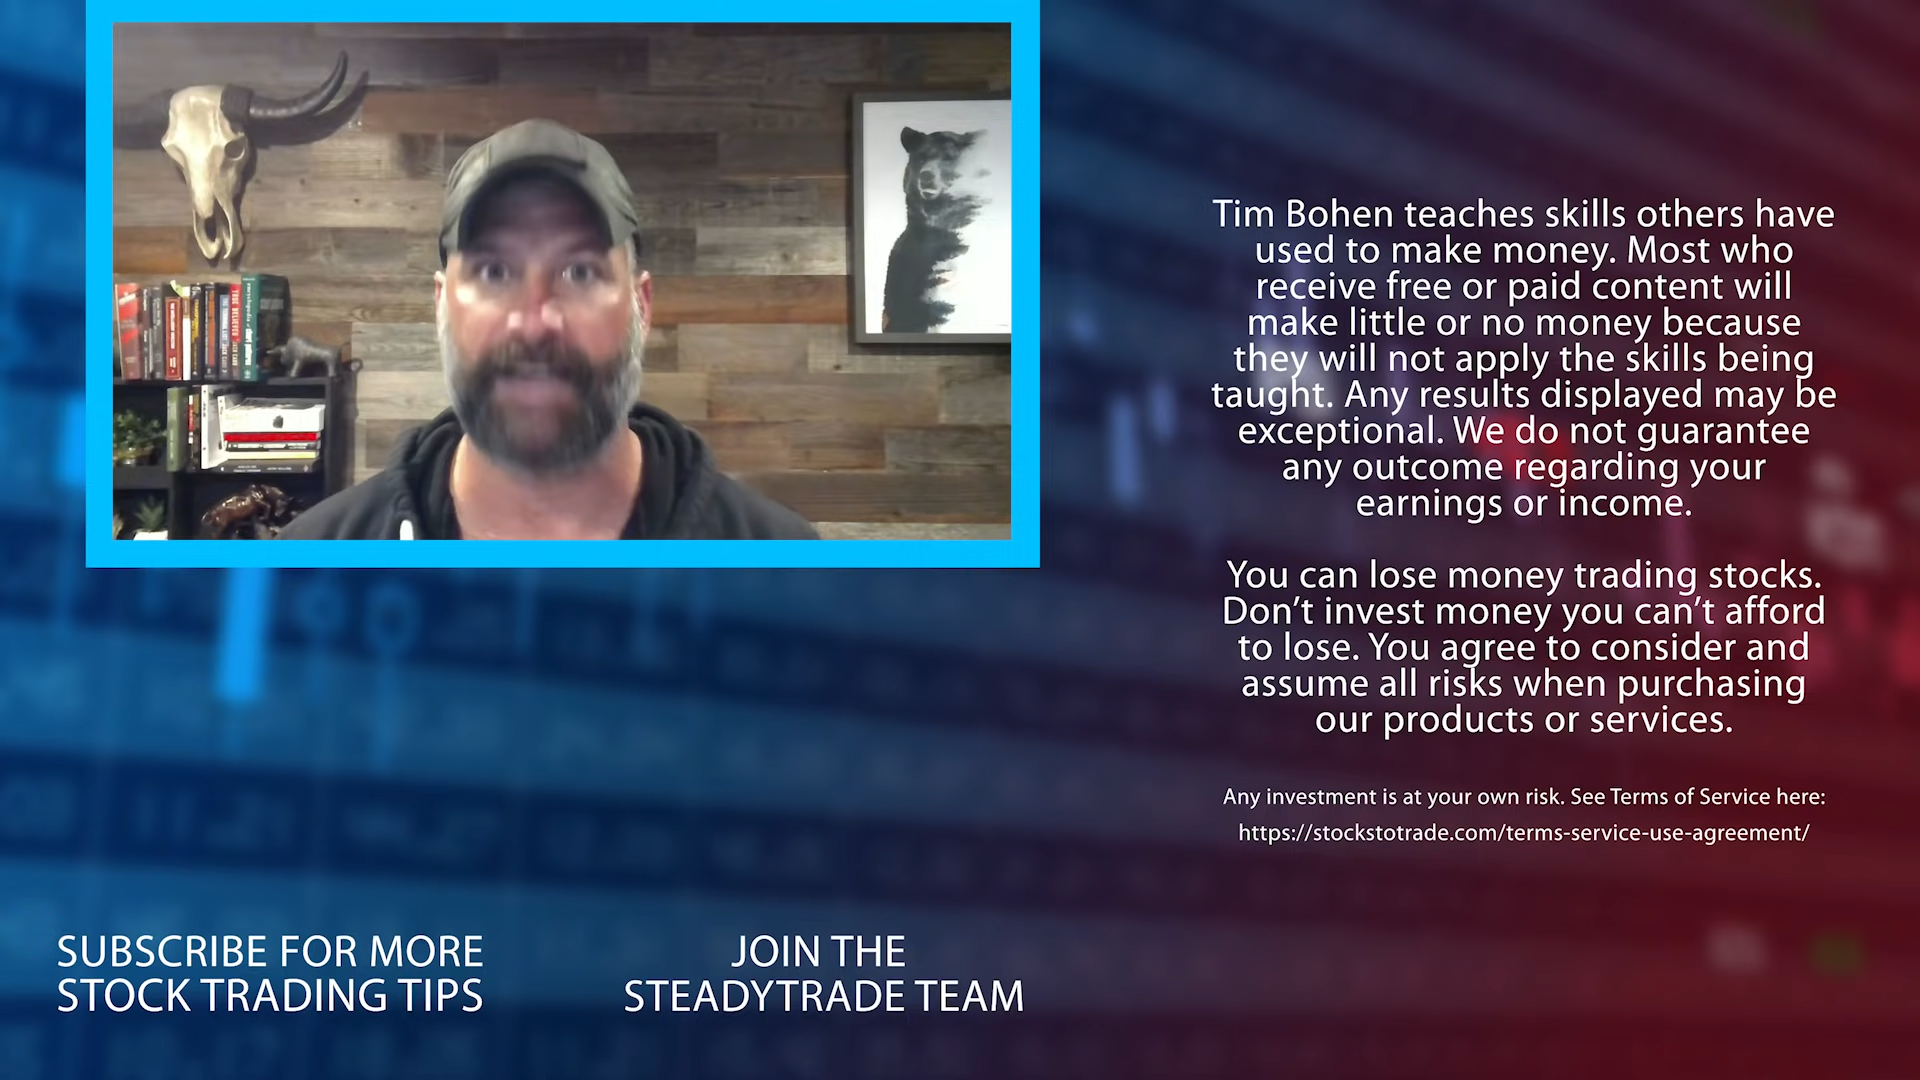 Tim Bohen teaches skills others have
used to make money. Most who
receive free or paid content will
make little or no money because
they will not apply the skills being
taught. Any results displayed may be
exceptional. We do not guarantee
any outcome regarding your
earnings or income.
You can lose money trading stocks.
Don’t invest money you can’t afford
to lose. You agree to consider and
assume all risks when purchasing
our products or services.
Any investment is at your own risk. See Terms of Service here:
https://stockstotrade.com/terms-service-use-agreement/
SUBSCRIBE FOR MORE
STOCK TRADING TIPS
JOIN THE
STEADYTRADE TEAM